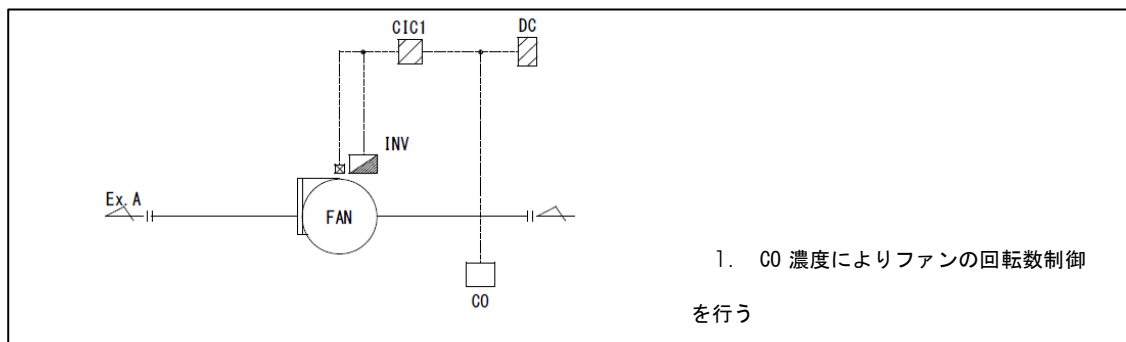 CIC1
DC
INV
Ex.A
FAN
CO
1. CO 濃度によりファンの回転数制御
を行う